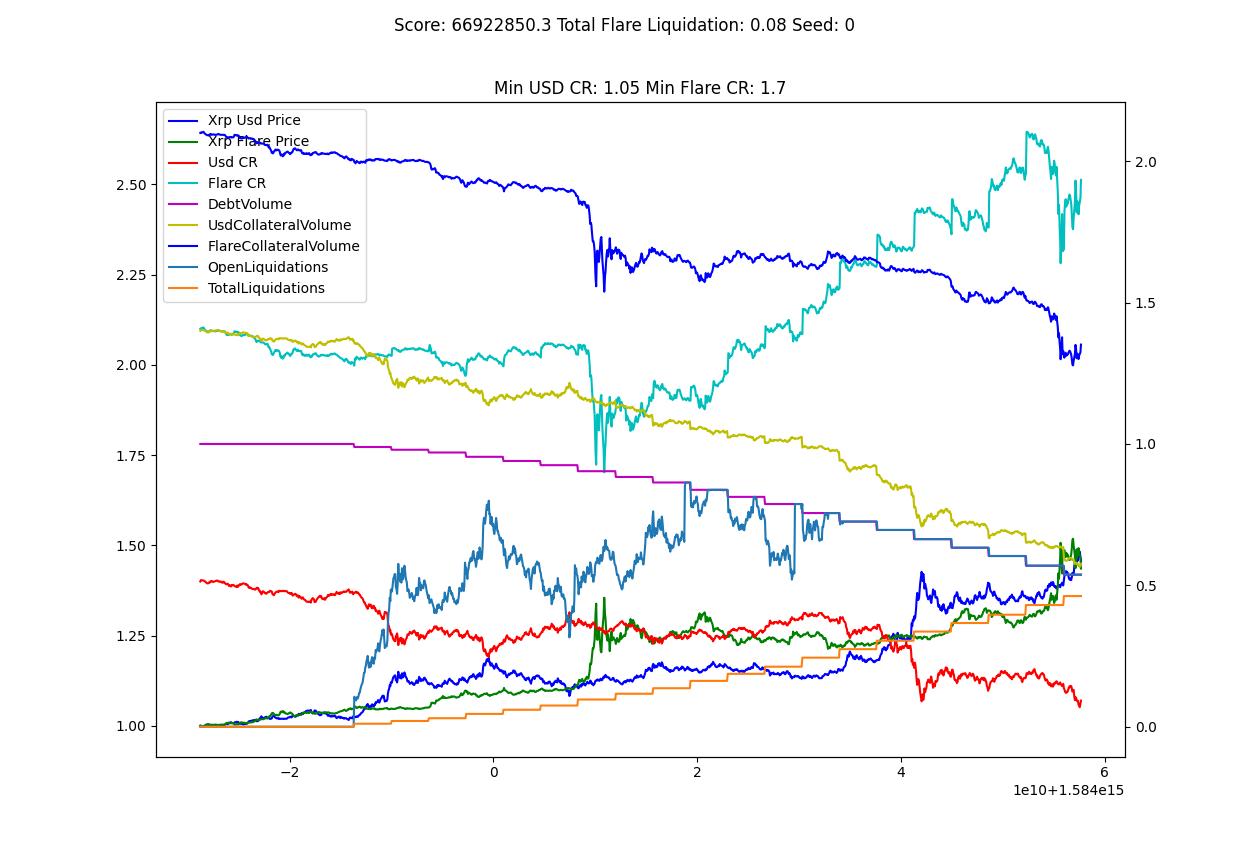 Score: 66922850.3 Total Flare Liquidation: 0.08 Seed: 0
Min USD CR: 1.05 Min Flare CR: 1.7
Xrp Usd Price
Xrp Flare Price
Usd CR
Flare CR
DebtVolume
UsdCollateralVolume
FlareCollateralVolume
OpenLiquidations
TotalLiquidations
2.50
2.25
2.00
1.75
1.50
1.25
1.00
2.0
1.5
1.0
0.5
0.0
−2
0
2
4
6
1e10+1.584e15